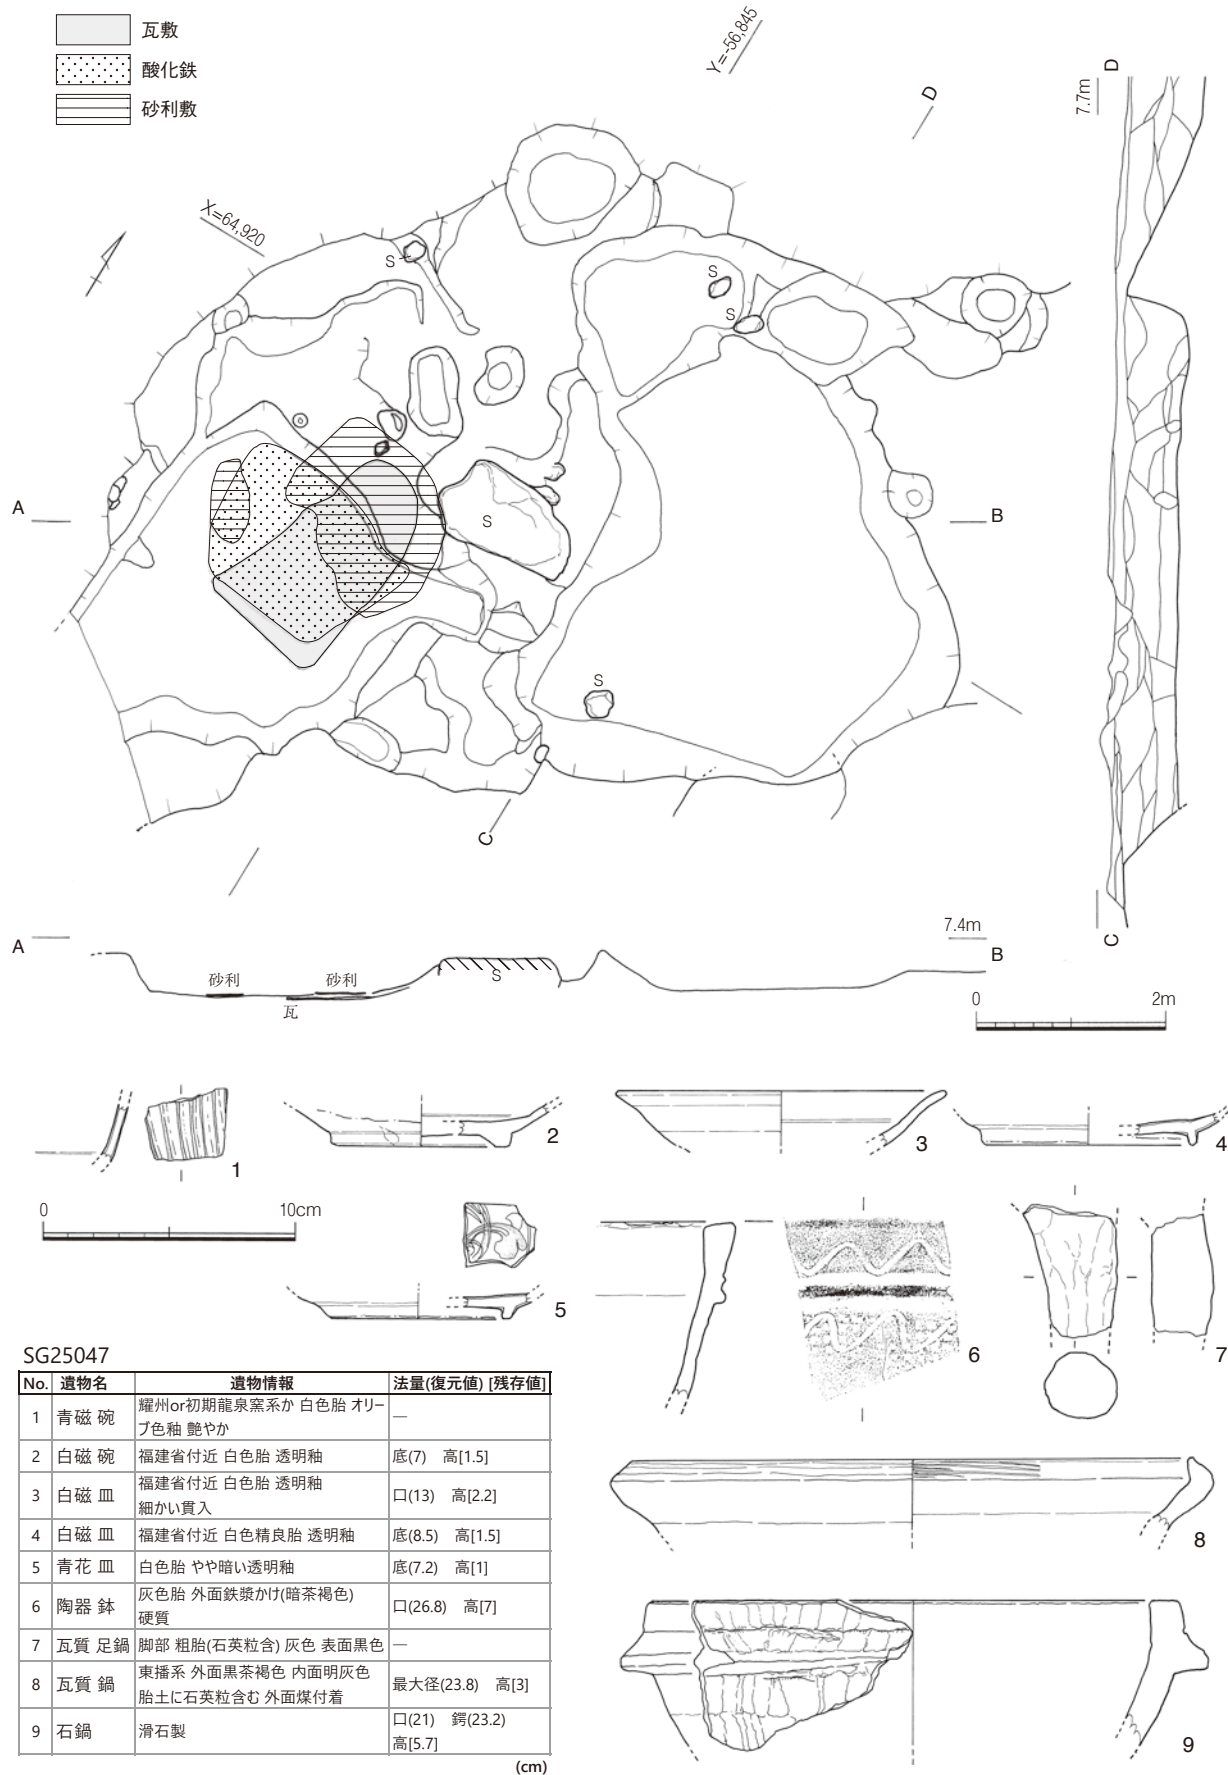 瓦敷
酸化鉄
砂利敷
Y=-56,845
D
D
7.7m
X=64,920
S
S
S
A
S
B
S
C
C
A
7.4m
B
砂利
砂利
S
瓦
0 2m
1
2
3
4
0 10cm
5
6
7
8
9
SG25047
No. 遺物名 遺物情報 法量(復元値) [残存値]
1 青磁 碗 耀州or初期龍泉窯系か 白色胎 オリー
ブ色釉 艶やか ―
2 白磁 碗 福建省付近 白色胎 透明釉 底(7) 高[1.5]
3 白磁 皿 福建省付近 白色胎 透明釉
細かい貫入 口(13) 高[2.2]
4 白磁 皿 福建省付近 白色精良胎 透明釉 底(8.5) 高[1.5]
5 青花 皿 白色胎 やや暗い透明釉 底(7.2) 高[1]
6 陶器 鉢 灰色胎 外面鉄漿かけ(暗茶褐色)
硬質 口(26.8) 高[7]
7 瓦質 足鍋 脚部 粗胎(石英粒含) 灰色 表面黒色 ―
8 瓦質 鍋 東播系 外面黒茶褐色 内面明灰色
胎土に石英粒含む 外面煤付着 最大径(23.8) 高[3]
9 石鍋 滑石製 口(21) 鍔(23.2)
高[5.7]
(cm)